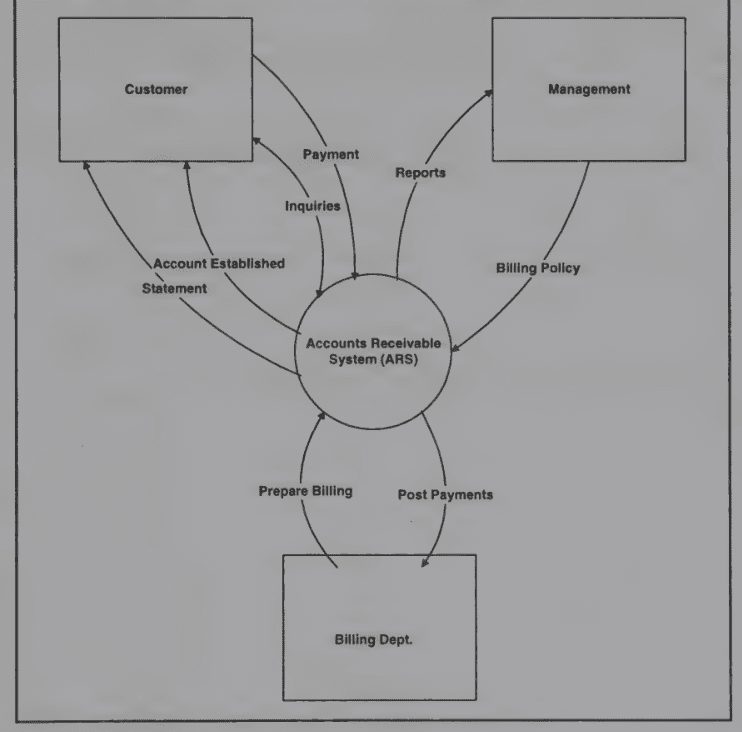 Customer
Management
Payment
Reports
Inquiries
Account Established
Billing Policy
Statement
Accounts Receivable
System (ARS)
Prepare Billing
Post Payments
Billing Dept.